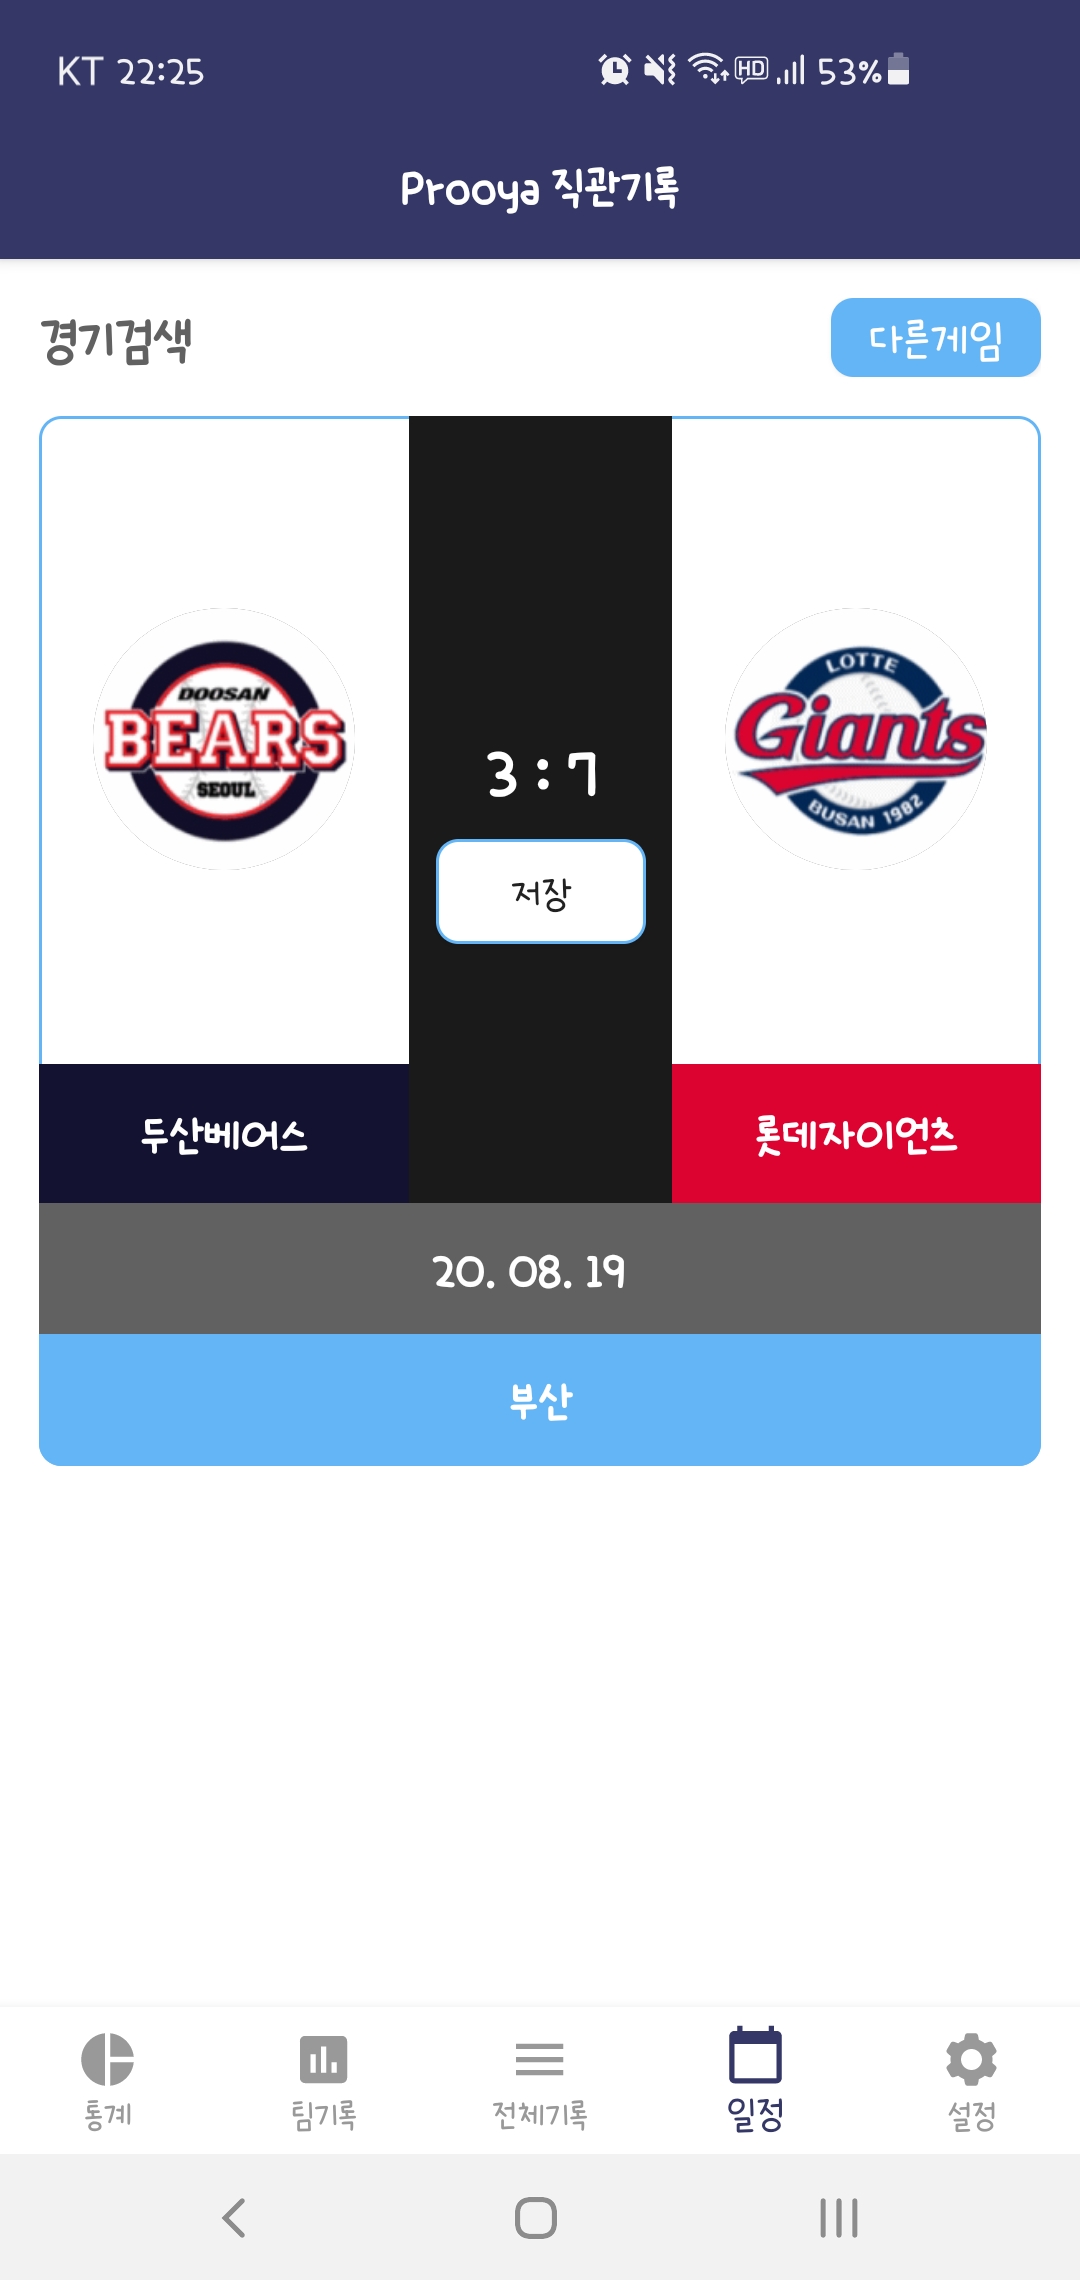 KT 22:25
HD 53%
Prooya 직관기록
경기검색
다른게임
DOOSAN
BEARS
SEOUL
3 : 7
저장
LOTTE
Giants
BUSAN 1982
두산베어스
롯데자이언츠
20. 08. 19
부산
통계
팀기록
전체기록
일정
설정